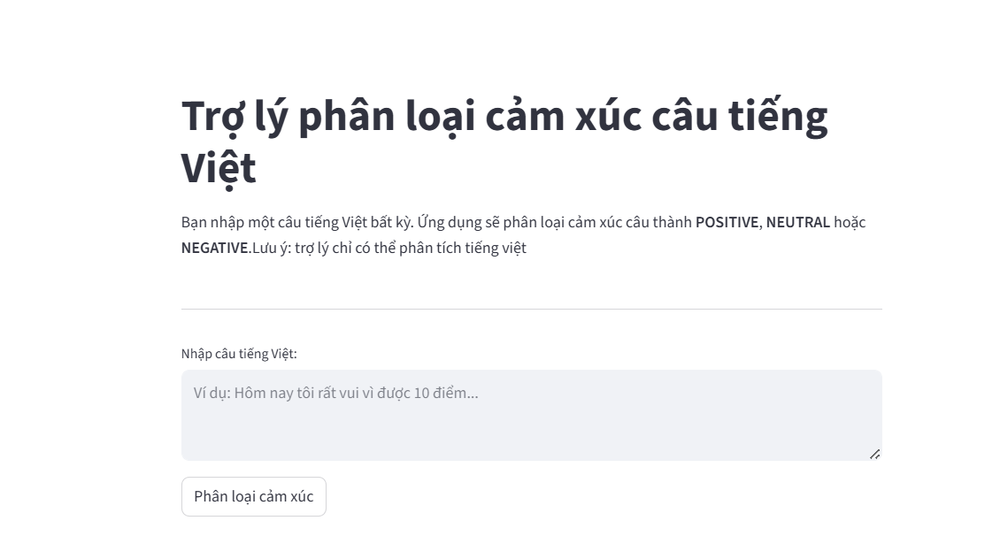 Trợ lý phân loại cảm xúc câu tiếng
Việt
Bạn nhập một câu tiếng Việt bất kỳ. Ứng dụng sẽ phân loại cảm xúc câu thành POSITIVE, NEUTRAL hoặc
NEGATIVE.Lưu ý: trợ lý chỉ có thể phân tích tiếng việt
Nhập câu tiếng Việt:
Ví dụ: Hôm nay tôi rất vui vì được 10 điểm...
Phân loại cảm xúc